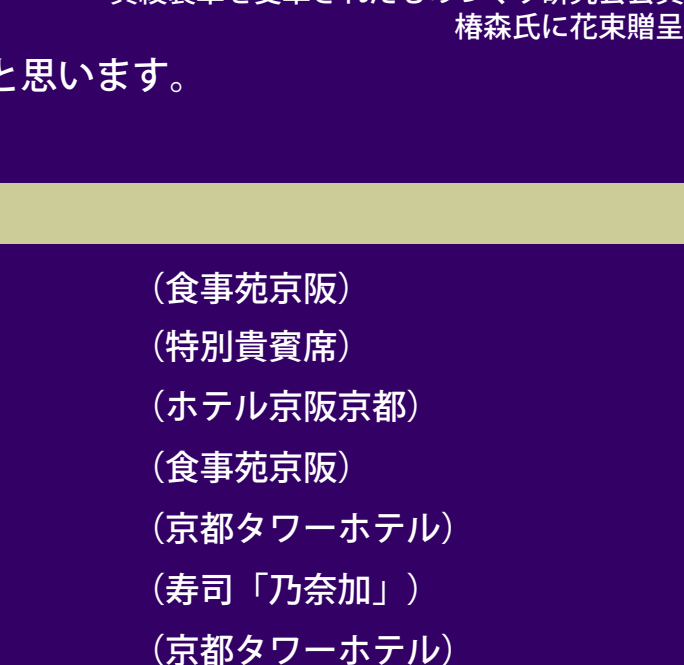 椿森氏に花束贈呈
と思います。
（食事苑京阪）
（特別貴賓席）
（ホテル京阪京都）
（食事苑京阪）
（京都タワーホテル）
（寿司「乃奈加」）
（京都タワーホテル）